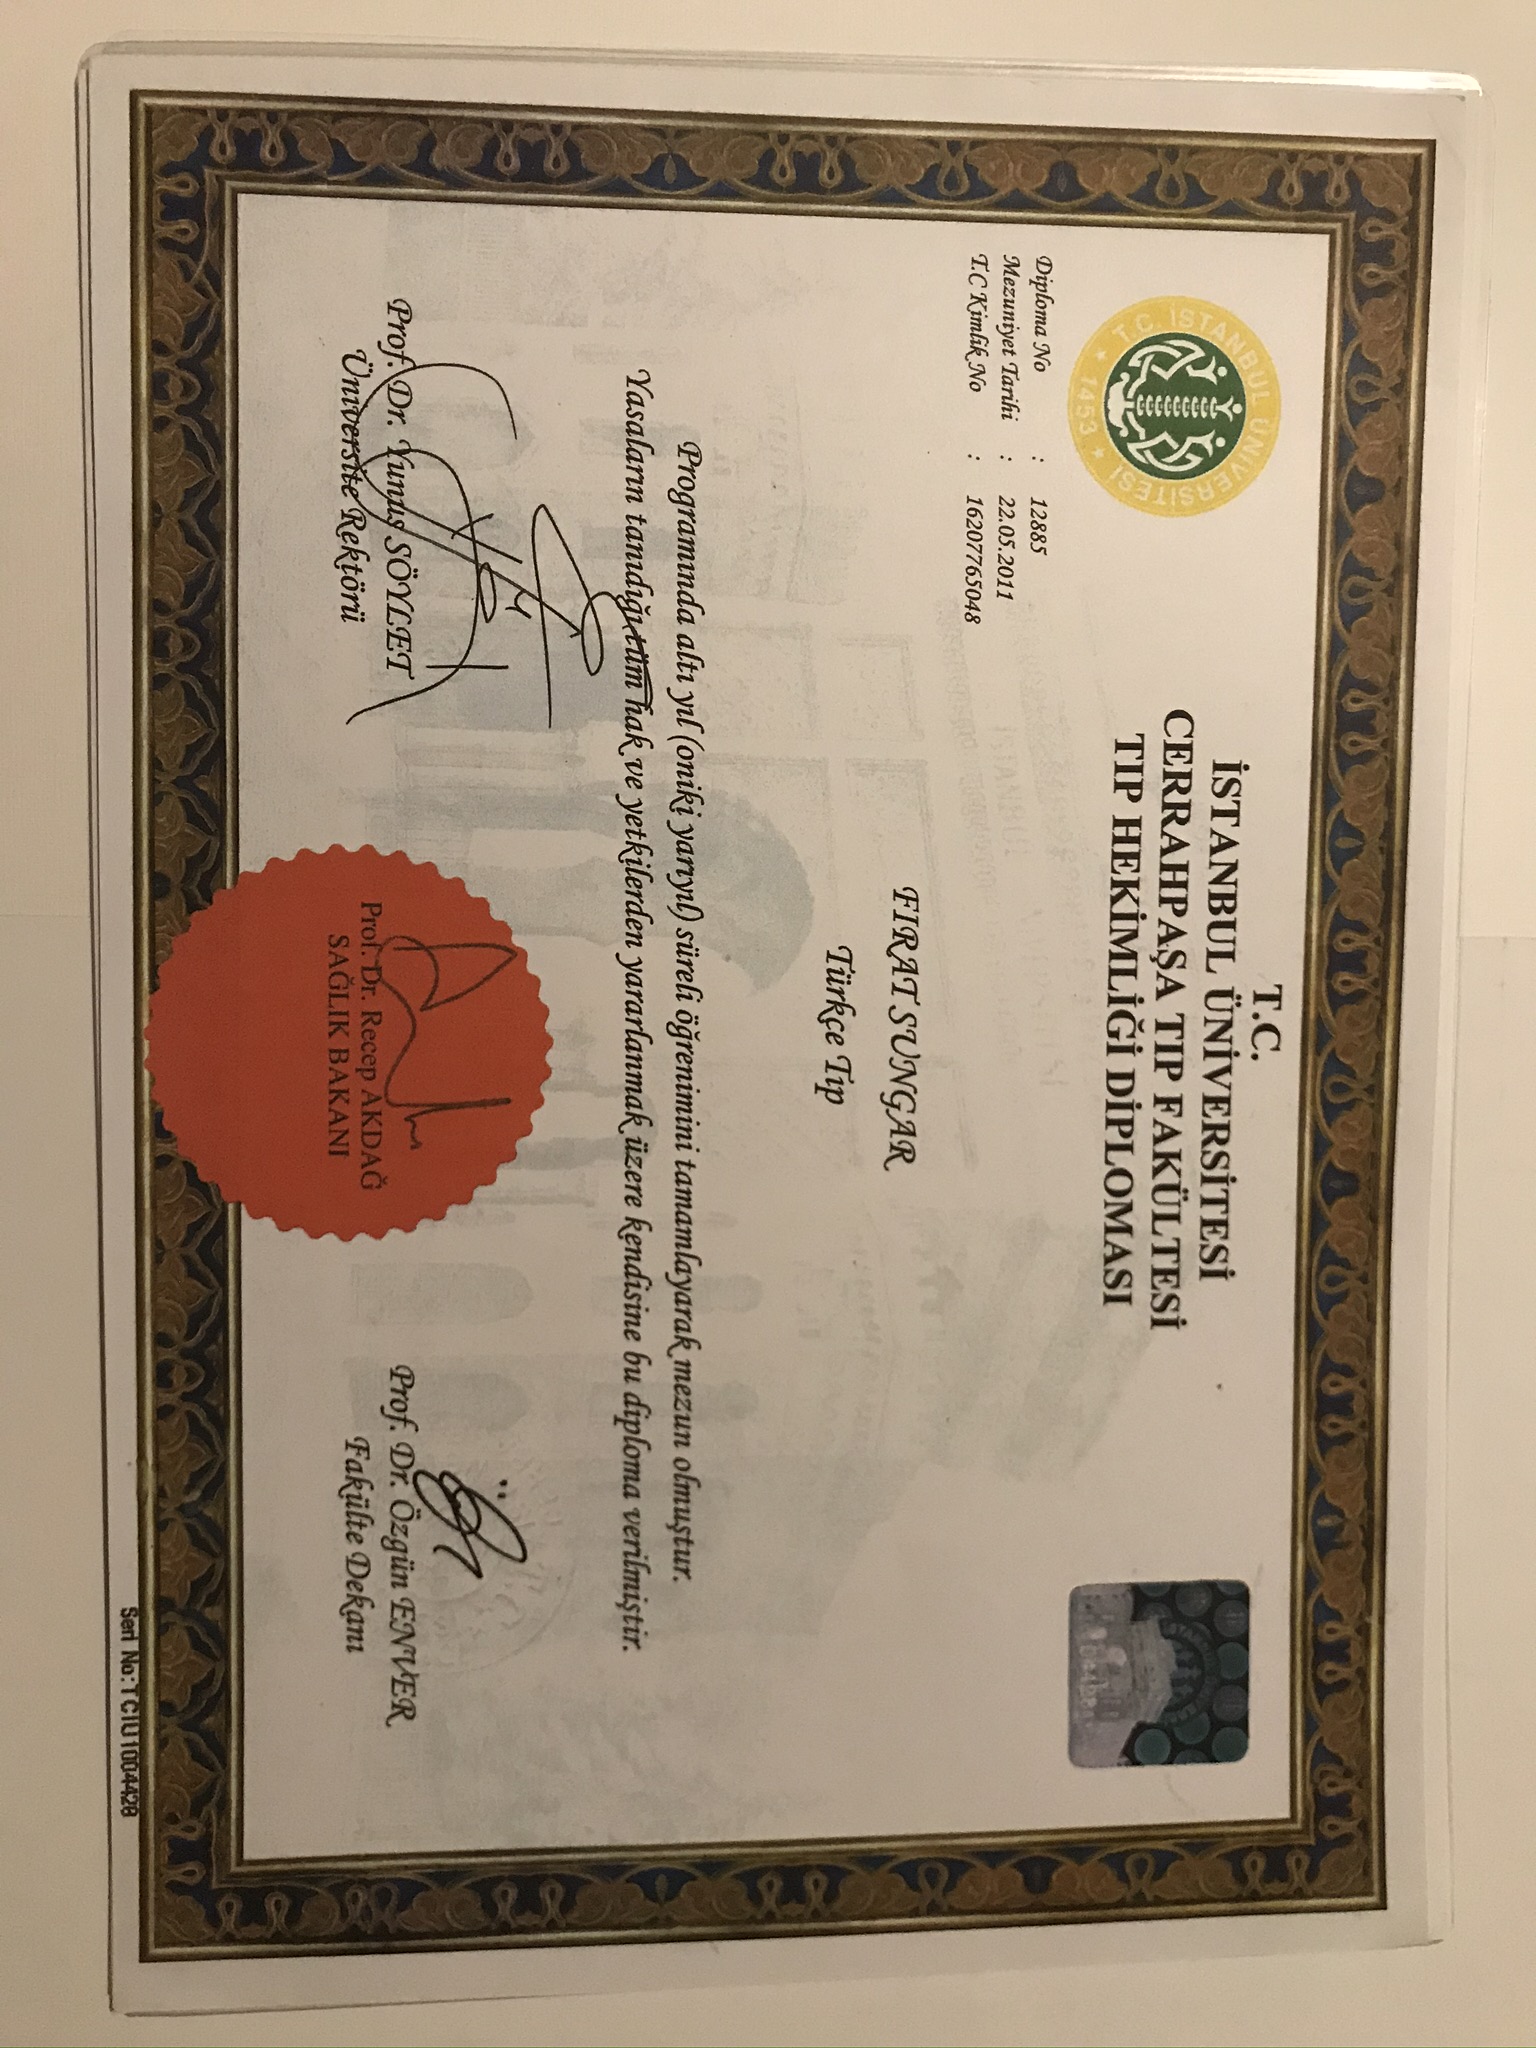 T.C. İSTANBUL ÜNİVERSİTESİ
★ 1453 ★
T.C.
İSTANBUL ÜNİVERSİTESİ
CERRAHPAŞA TIP FAKÜLTESİ
TIP HEKİMLİĞİ DİPLOMASI
Diploma No : 12885
Mezuniyet Tarihi : 22.05.2011
T.C Kimlik No : 16207765048
FIRAT SUNGAR
Türkçe Tıp
Programında altı yıl (oniki yarıyıl) süreli öğrenimini tamamlayarak mezun olmuştur.
Yasaların tanıdığı tüm hak ve yetkilerden yararlanmak üzere kendisine bu diploma verilmiştir.
Prof. Dr. Yunus SÖYLET
Üniversite Rektörü
Prof. Dr. Recep AKDAĞ
SAĞLIK BAKANI
Prof. Dr. Özgün ENVER
Fakülte Dekanı
Seri No:TCIU1004428